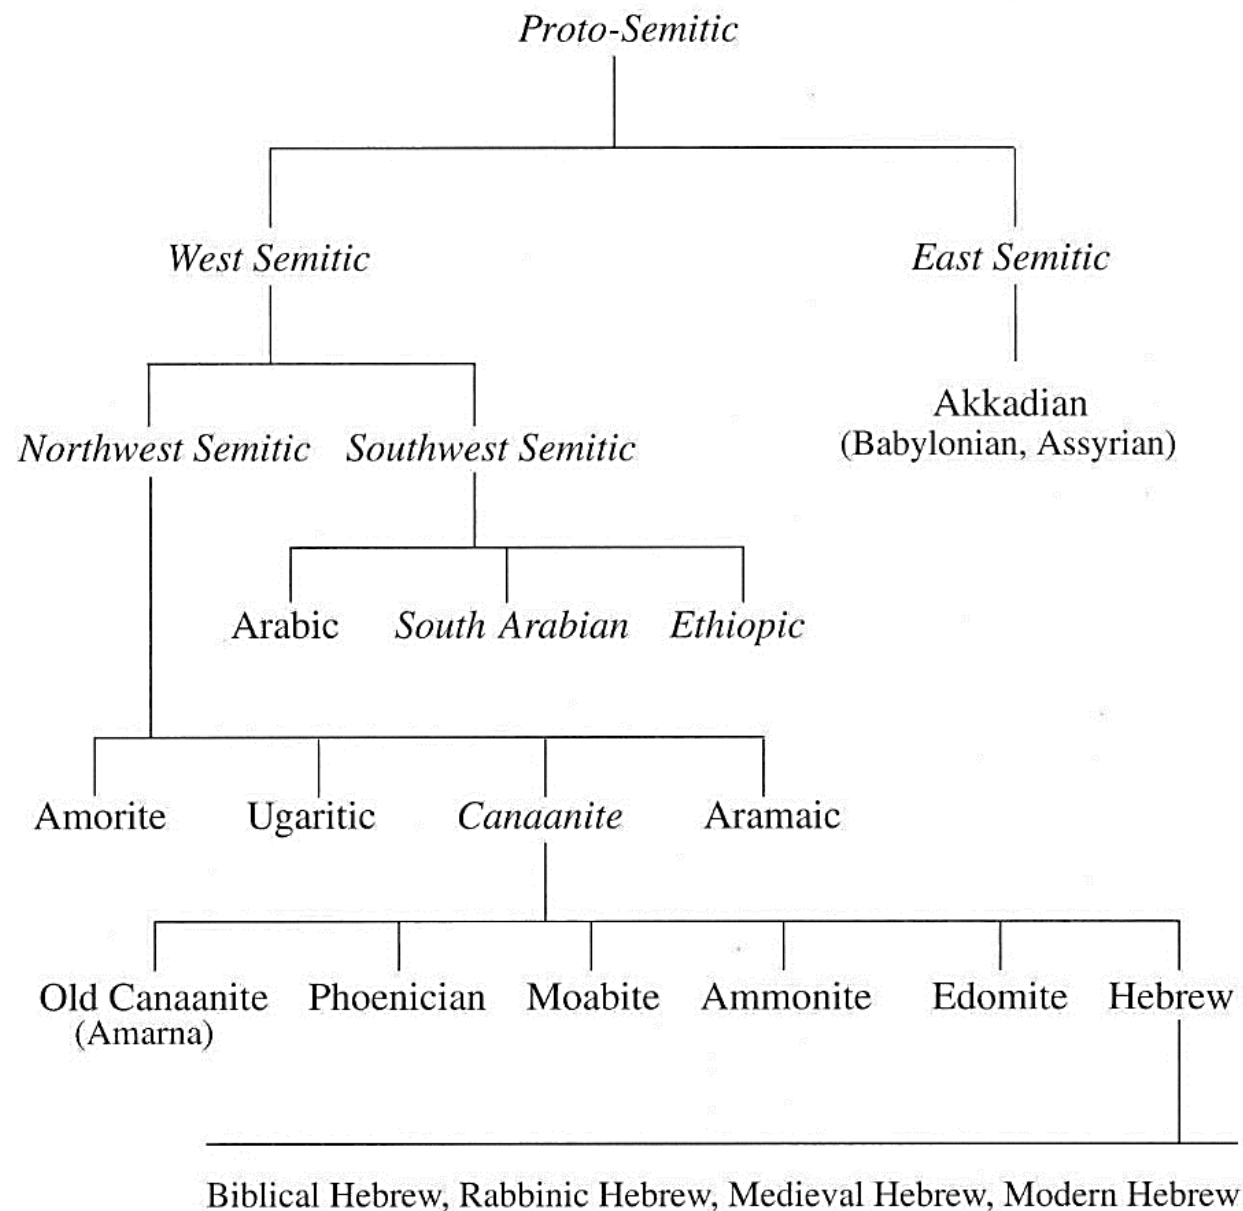 Proto-Semitic
West Semitic
East Semitic
Akkadian
(Babylonian, Assyrian)
Northwest Semitic
Southwest Semitic
Arabic
South Arabian
Ethiopic
Amorite
Ugaritic
Canaanite
Aramaic
Old Canaanite
(Amarna)
Phoenician
Moabite
Ammonite
Edomite
Hebrew
Biblical Hebrew, Rabbinic Hebrew, Medieval Hebrew, Modern Hebrew